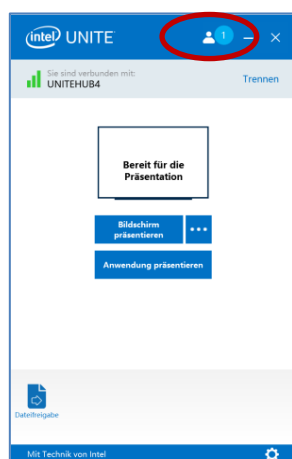 intel UNITE
1
Sie sind verbunden mit:
UNITEHUB4
Trennen
Bereit für die
Präsentation
Bildschirm
präsentieren
Anwendung präsentieren
Dateifreigabe
Mit Technik von Intel